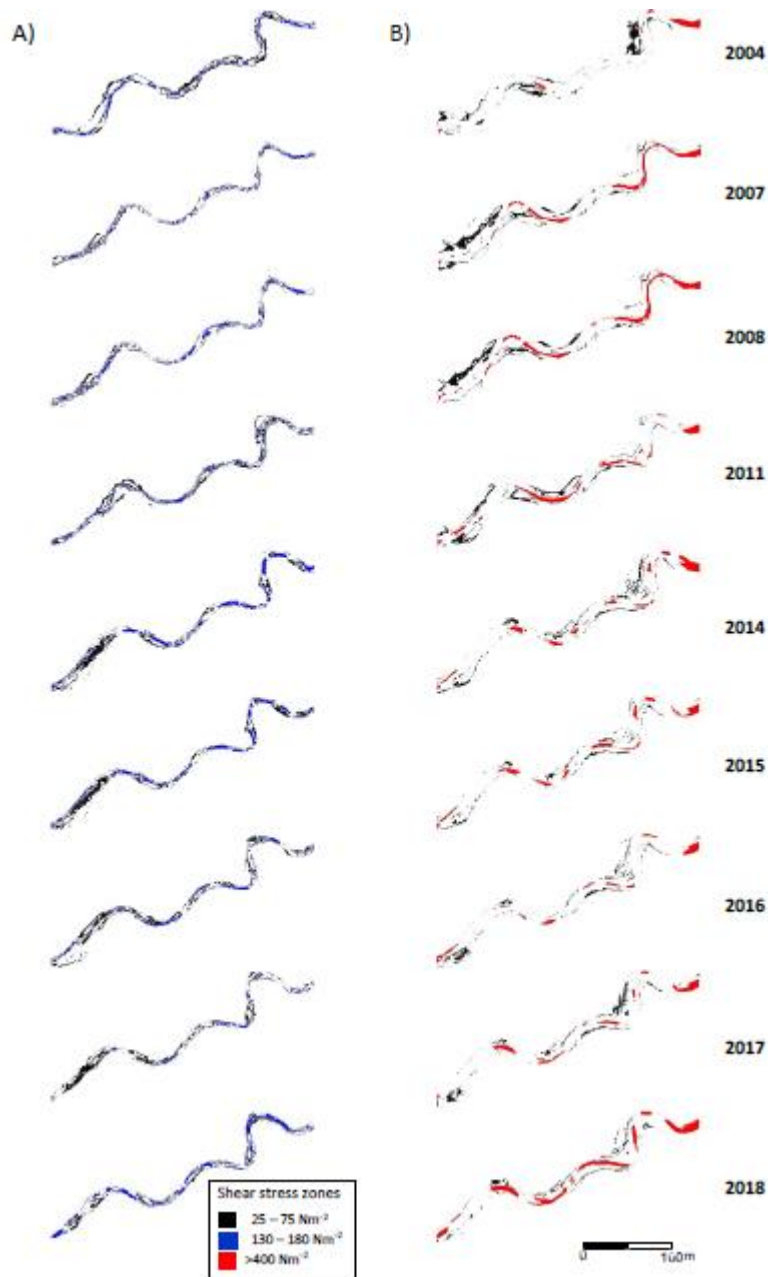 A)
B)
2004
2007
2008
2011
2014
2015
2016
2017
2018
Shear stress zones
25 – 75 Nm⁻²
130 – 180 Nm⁻²
>400 Nm⁻²
0 100m